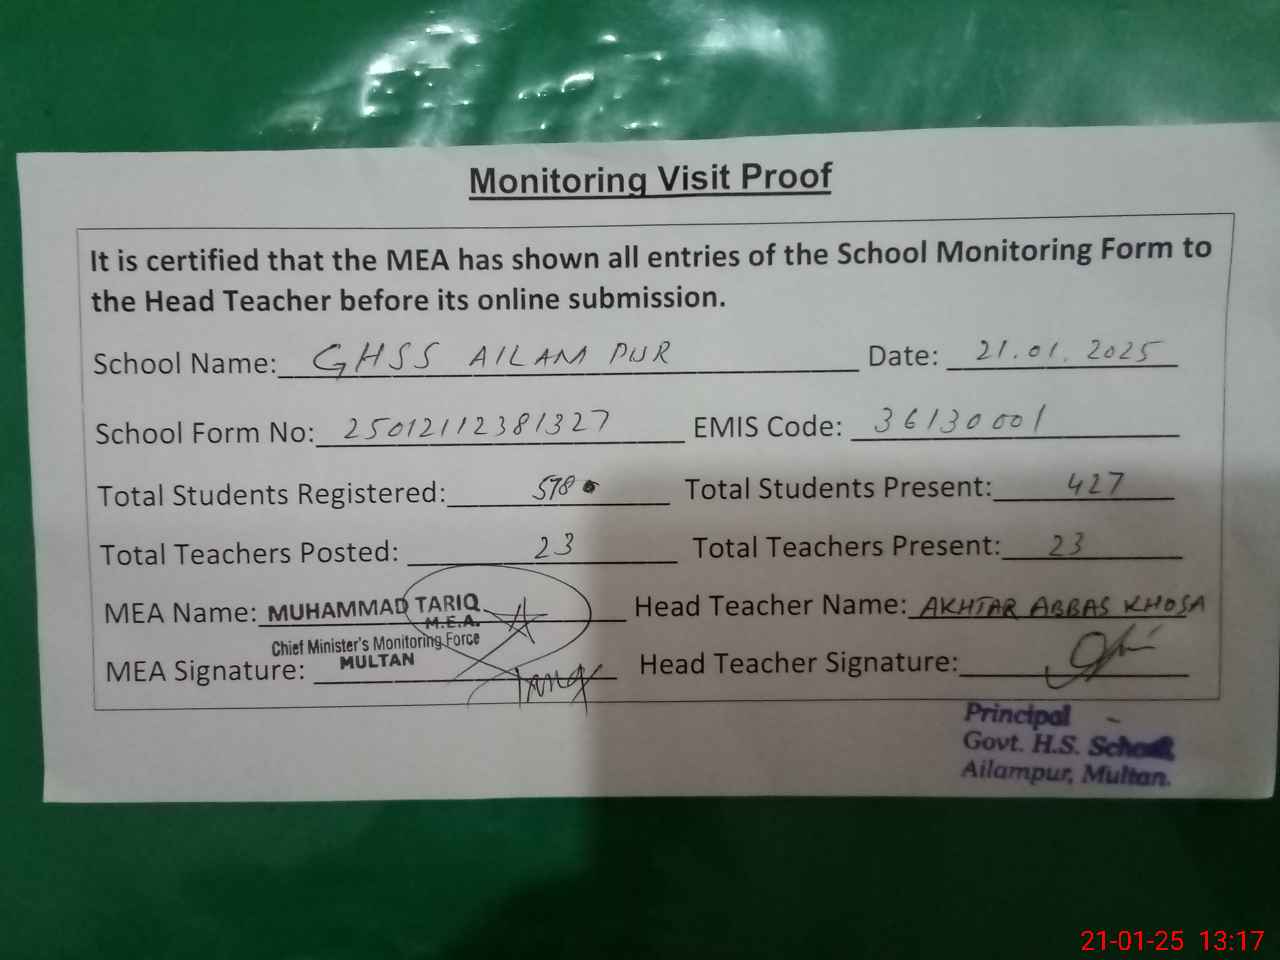 Monitoring Visit Proof
It is certified that the MEA has shown all entries of the School Monitoring Form to
the Head Teacher before its online submission.
School Name: GHSS AILAM PUR Date: 21.01.2025
School Form No: 25012112381327 EMIS Code: 36130001
Total Students Registered: 578 Total Students Present: 427
Total Teachers Posted: 23 Total Teachers Present: 23
MEA Name: MUHAMMAD TARIQ Head Teacher Name: AKHTAR ABBAS KHOSA
M.E.A.
Chief Minister's Monitoring Force
MULTAN
MEA Signature: Tariq Head Teacher Signature:
Principal
Govt. H.S. School
Ailampur, Multan.
21-01-25 13:17